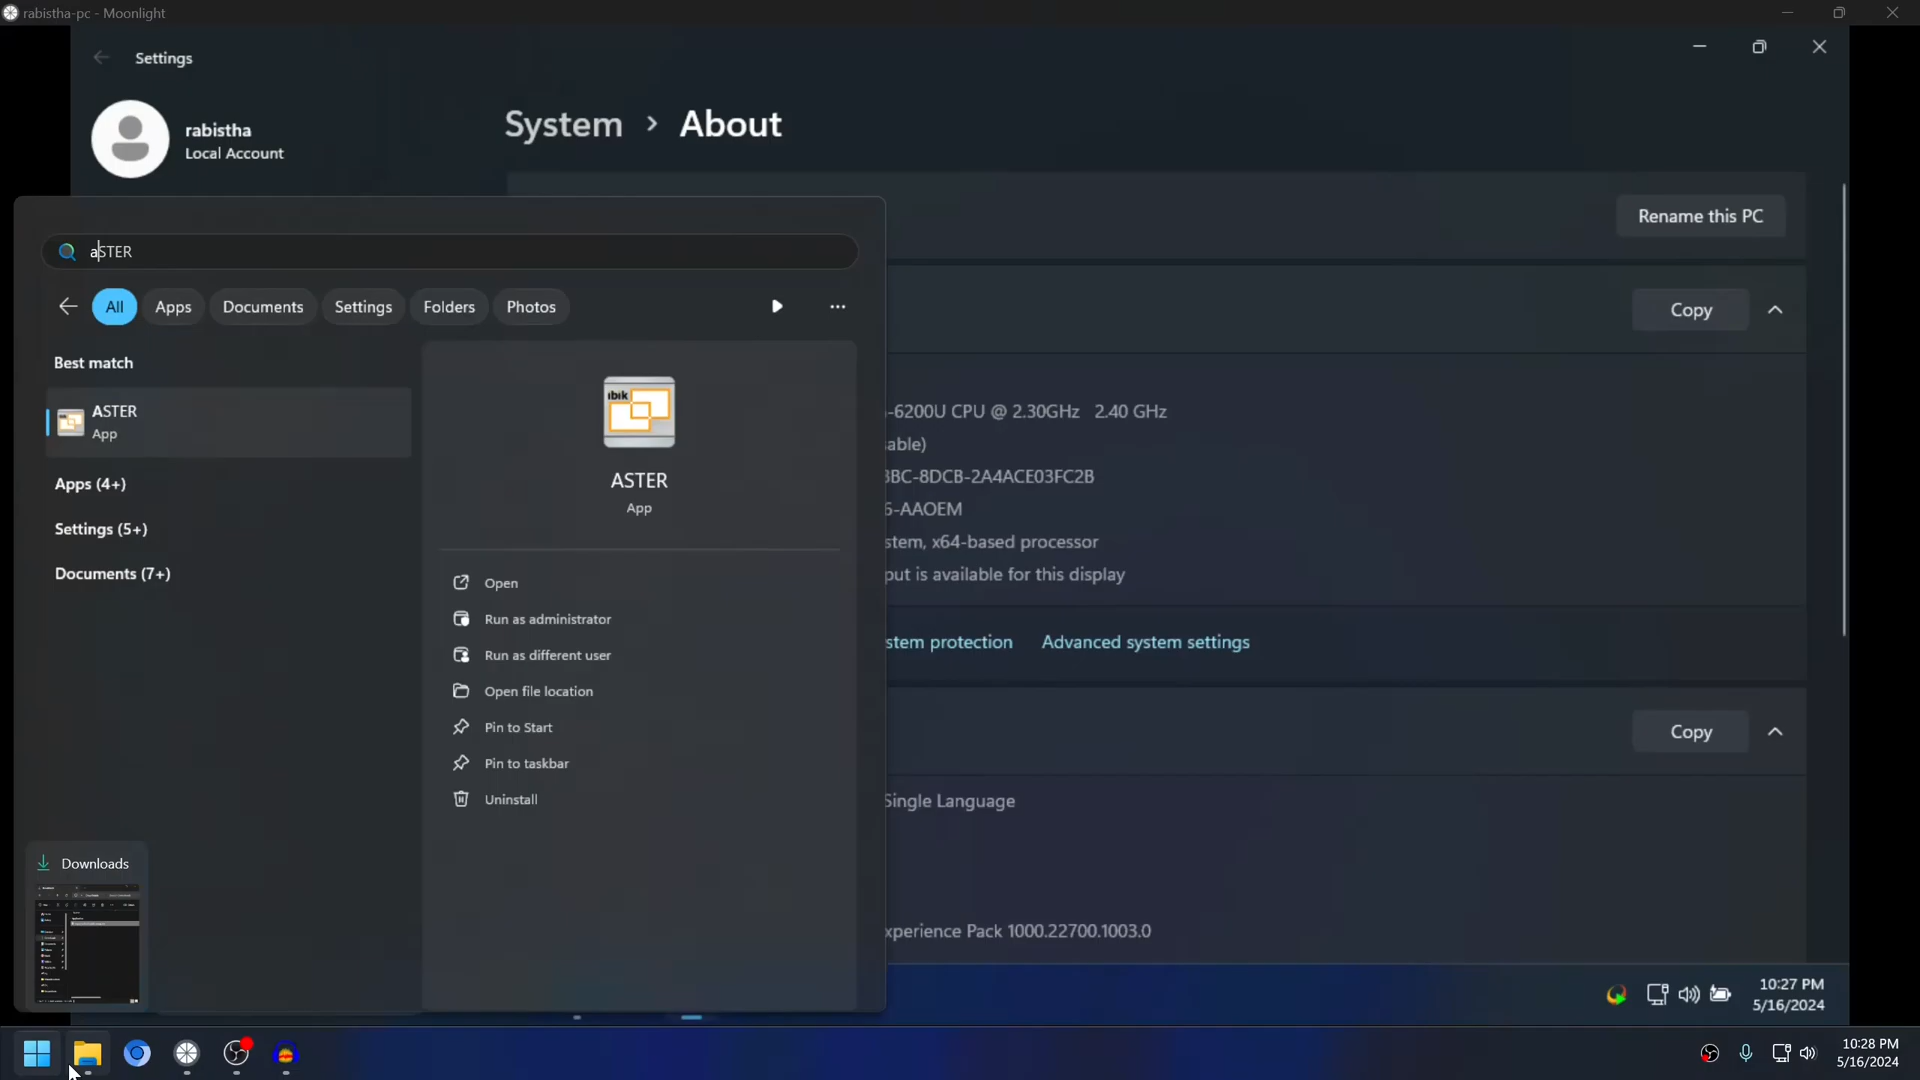 rabistha-pc - Moonlight
Settings
rabistha
Local Account
System > About
Rename this PC
aSTER
All
Apps
Documents
Settings
Folders
Photos
Best match
ASTER
App
Apps (4+)
Settings (5+)
Documents (7+)
ibik
ASTER
App
Open
Run as administrator
Run as different user
Open file location
Pin to Start
Pin to taskbar
Uninstall
Copy
-6200U CPU @ 2.30GHz 2.40 GHz
able)
BC-8DCB-2A4ACE03FC2B
-AAOEM
stem, x64-based processor
put is available for this display
stem protection
Advanced system settings
Copy
Single Language
xperience Pack 1000.22700.1003.0
Downloads
10:27 PM
5/16/2024
10:28 PM
5/16/2024